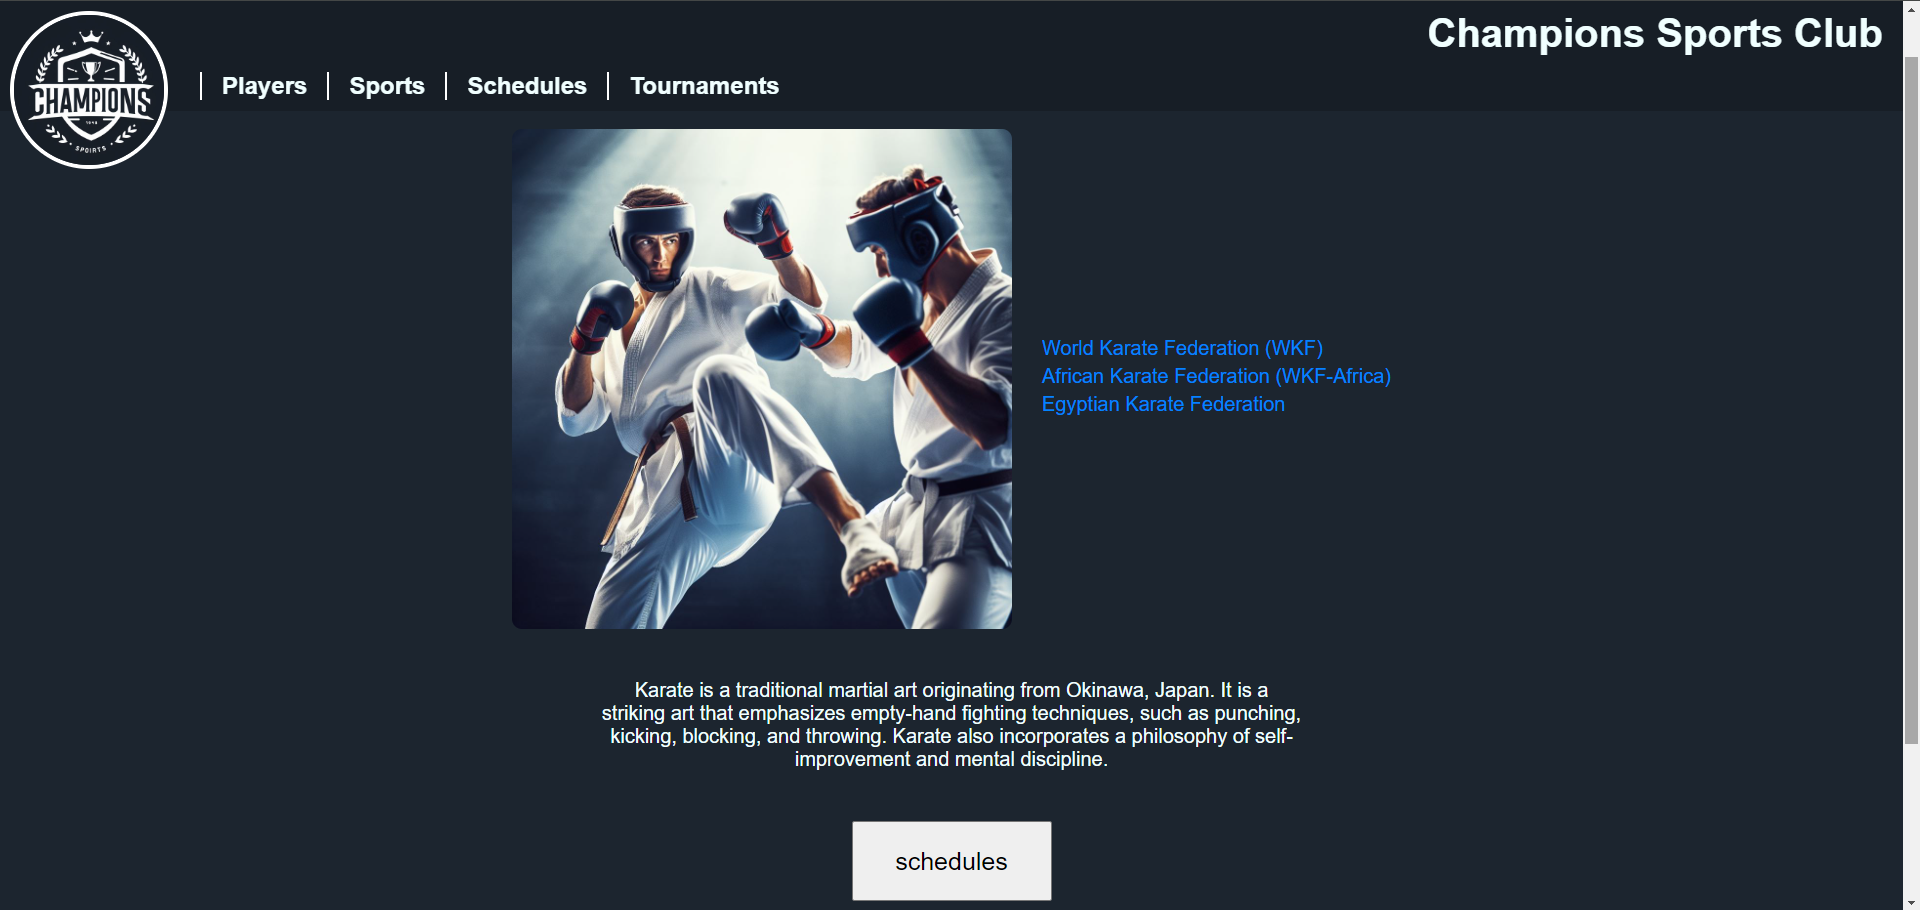 Champions Sports Club
CHAMPIONS
SPOIRTS
Players
Sports
Schedules
Tournaments
World Karate Federation (WKF)
African Karate Federation (WKF-Africa)
Egyptian Karate Federation
Karate is a traditional martial art originating from Okinawa, Japan. It is a
striking art that emphasizes empty-hand fighting techniques, such as punching,
kicking, blocking, and throwing. Karate also incorporates a philosophy of self-
improvement and mental discipline.
schedules